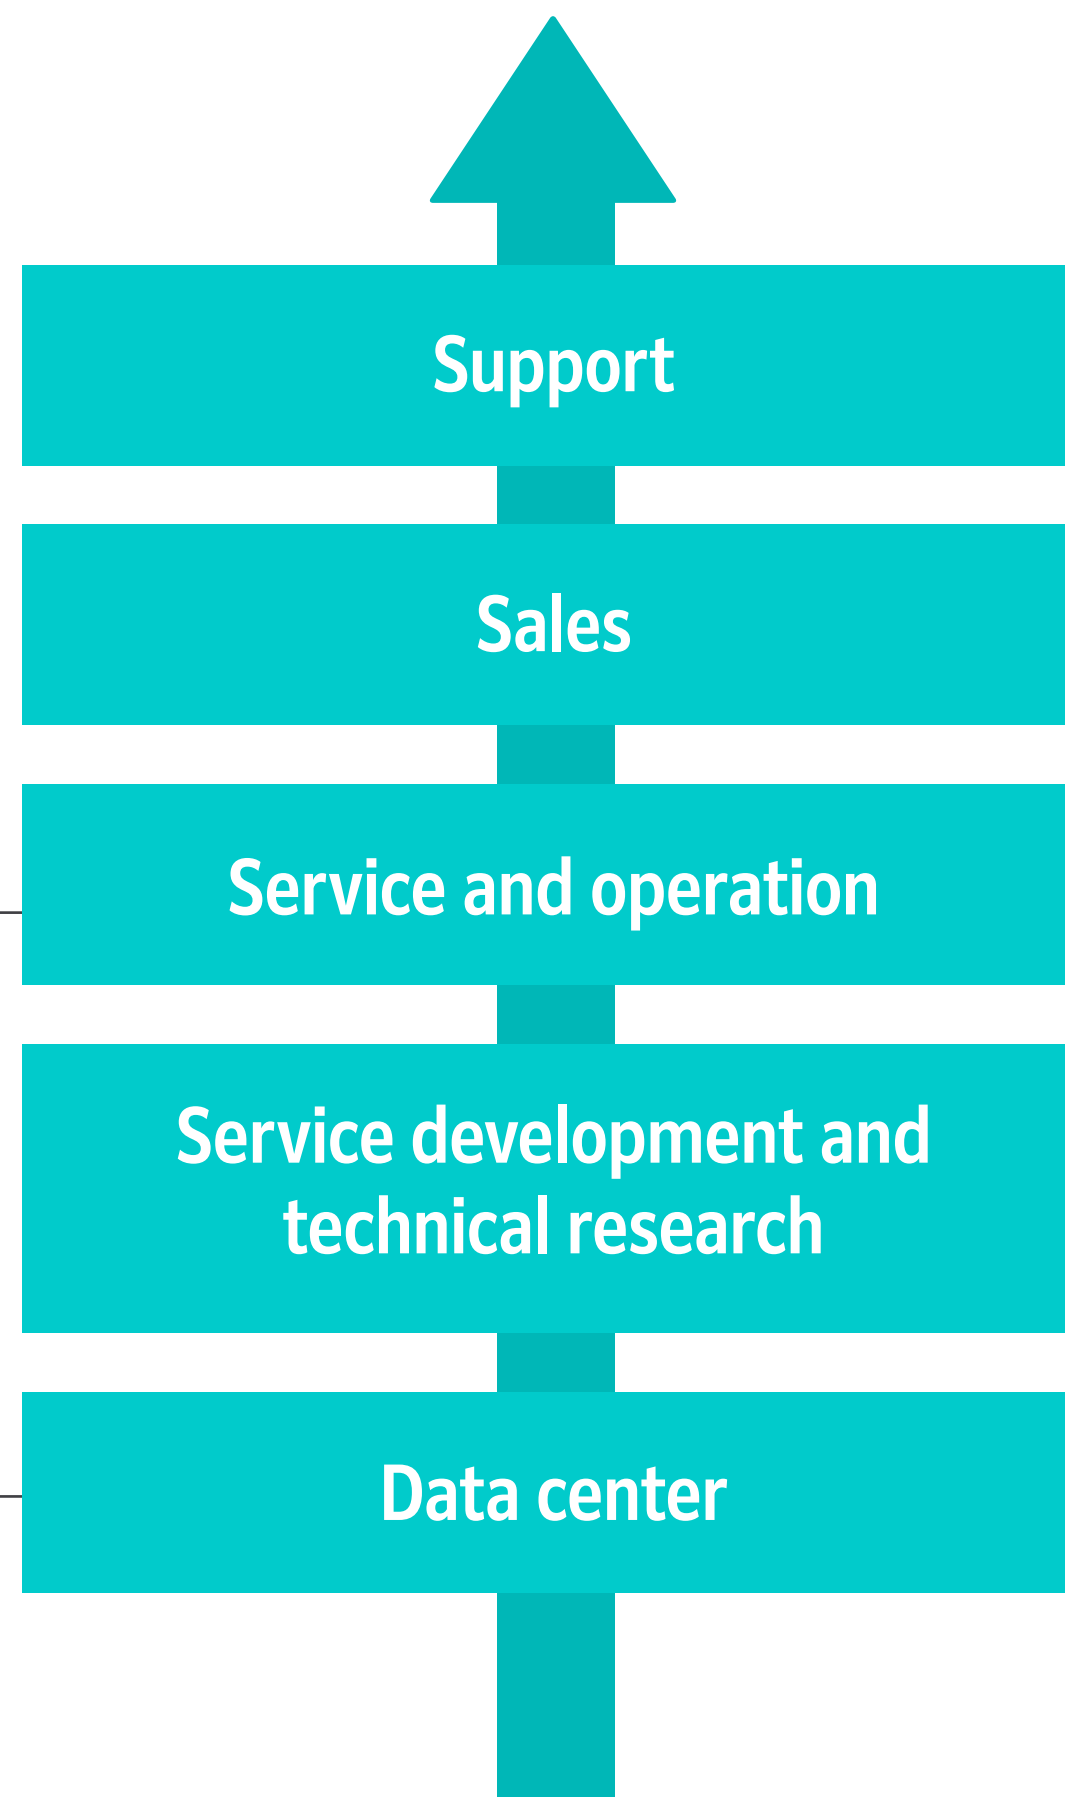 Support
Sales
Service and operation
Service development and
technical research
Data center